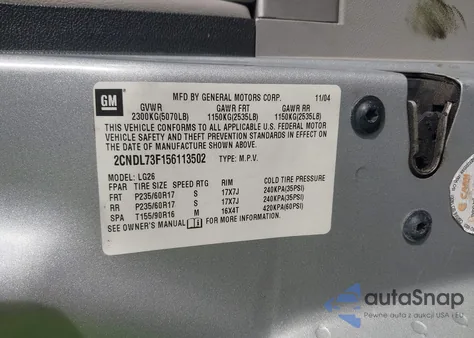 GM
MFD BY GENERAL MOTORS CORP. 11/04
GVWR GAWR FRT GAWR RR
2300KG(5070LB) 1150KG(2535LB) 1150KG(2535LB)
THIS VEHICLE CONFORMS TO ALL APPLICABLE U.S. FEDERAL MOTOR
VEHICLE SAFETY AND THEFT PREVENTION STANDARDS IN EFFECT ON
THE DATE OF MANUFACTURE SHOWN ABOVE.
2CNDL73F156113502 TYPE: M.P.V.
MODEL: LG26
FPAR TIRE SIZE SPEED RTG RIM COLD TIRE PRESSURE
FRT P235/60R17 S 17X7J 240KPA(35PSI)
RR P235/60R17 S 17X7J 240KPA(35PSI)
SPA T155/90R16 M 16X4T 420KPA(60PSI)
SEE OWNER'S MANUAL i FOR MORE INFORMATION.
autoSnap
Pewne auta z aukcji USA i EU